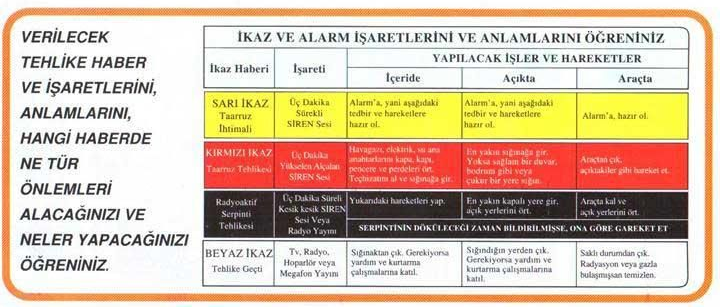 VERİLECEK
TEHLİKE HABER
VE İŞARETLERİNİ,
ANLAMLARINI,
HANGİ HABERDE
NE TÜR
ÖNLEMLERİ
ALACAĞINIZI VE
NELER YAPACAĞINIZI
ÖĞRENİNİZ.
İKAZ VE ALARM İŞARETLERİNİ VE ANLAMLARINI ÖĞRENİNİZ
İkaz Haberi
İşareti
YAPILACAK İŞLER VE HAREKETLER
İçeride
Açıkta
Araçta
SARI İKAZ
Taarruz
İhtimali
Üç Dakika
Sürekli
SİREN Sesi
Alarm'a, yani aşağıdaki
tedbir ve hareketlere
hazır ol.
Alarm'a, yani aşağıdaki
tedbir ve hareketlere
hazır ol.
Alarm'a, hazır ol.
KIRMIZI İKAZ
Taarruz Tehlikesi
Üç Dakika
Yükselen Alçalan
SİREN Sesi
Havagazı, elektrik, su ana
anahtarlarını kapa, kapı,
pencere ve perdeleri ört.
Teçhizatını al ve sığınağa gir.
En yakın sığınağa gir.
Yoksa sağlam bir duvar,
bodrum gibi veya
çukur bir yere sığın.
Araçtan çık,
açıktakiler gibi hareket et.
Radyoaktif
Serpinti
Tehlikesi
Üç Dakika Süreli
Kesik kesik SİREN
Sesi Veya
Radyo Yayını
Yukarıdaki hareketleri yap.
En yakın kapalı yere gir.
açık yerlerini ört.
Araçta kal ve
açık yerlerini ört.
SERPİNTİNİN DÖKÜLECEĞİ ZAMAN BİLDİRİLMİŞSE, ONA GÖRE GAREKET ET
BEYAZ İKAZ
Tehlike Geçti
Tv, Radyo,
Hoparlör veya
Megafon Yayını
Sığınaktan çık. Gerekiyorsa
yardım ve kurtarma
çalışmalarına katıl.
Sığındığın yerden çık.
Gerekiyorsa yardım ve
kurtarma çalışmalarına
katıl.
Saklı durumdan çık.
Radyasyon veya gazla
bulaşmışsan temizlen.